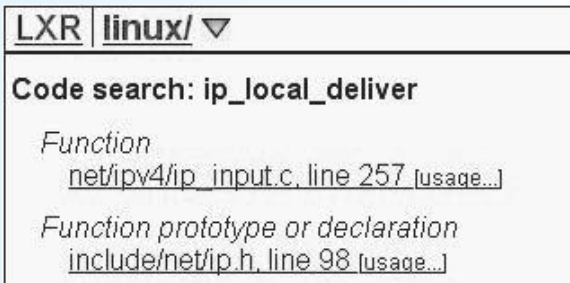 LXR linux/
Code search: ip_local_deliver
Function
net/ipv4/ip_input.c, line 257 [usage...]
Function prototype or declaration
include/net/ip.h, line 98 [usage...]